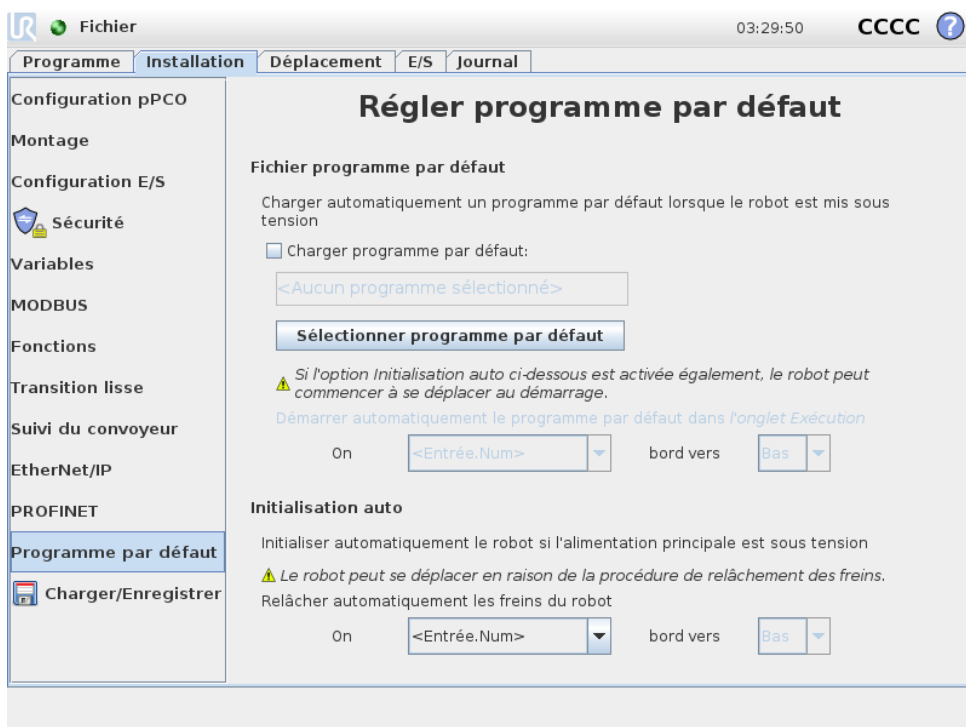 UR Fichier 03:29:50 CCCC ?
Programme Installation Déplacement E/S Journal
Configuration pPCO
Montage
Configuration E/S
Sécurité
Variables
MODBUS
Fonctions
Transition lisse
Suivi du convoyeur
EtherNet/IP
PROFINET
Programme par défaut
Charger/Enregistrer
Régler programme par défaut
Fichier programme par défaut
Charger automatiquement un programme par défaut lorsque le robot est mis sous
tension
Charger programme par défaut:
<Aucun programme sélectionné>
Sélectionner programme par défaut
Si l'option Initialisation auto ci-dessous est activée également, le robot peut
commencer à se déplacer au démarrage.
Démarrer automatiquement le programme par défaut dans l'onglet Exécution
On <Entrée.Num> bord vers Bas
Initialisation auto
Initialiser automatiquement le robot si l'alimentation principale est sous tension
Le robot peut se déplacer en raison de la procédure de relâchement des freins.
Relâcher automatiquement les freins du robot
On <Entrée.Num> bord vers Bas